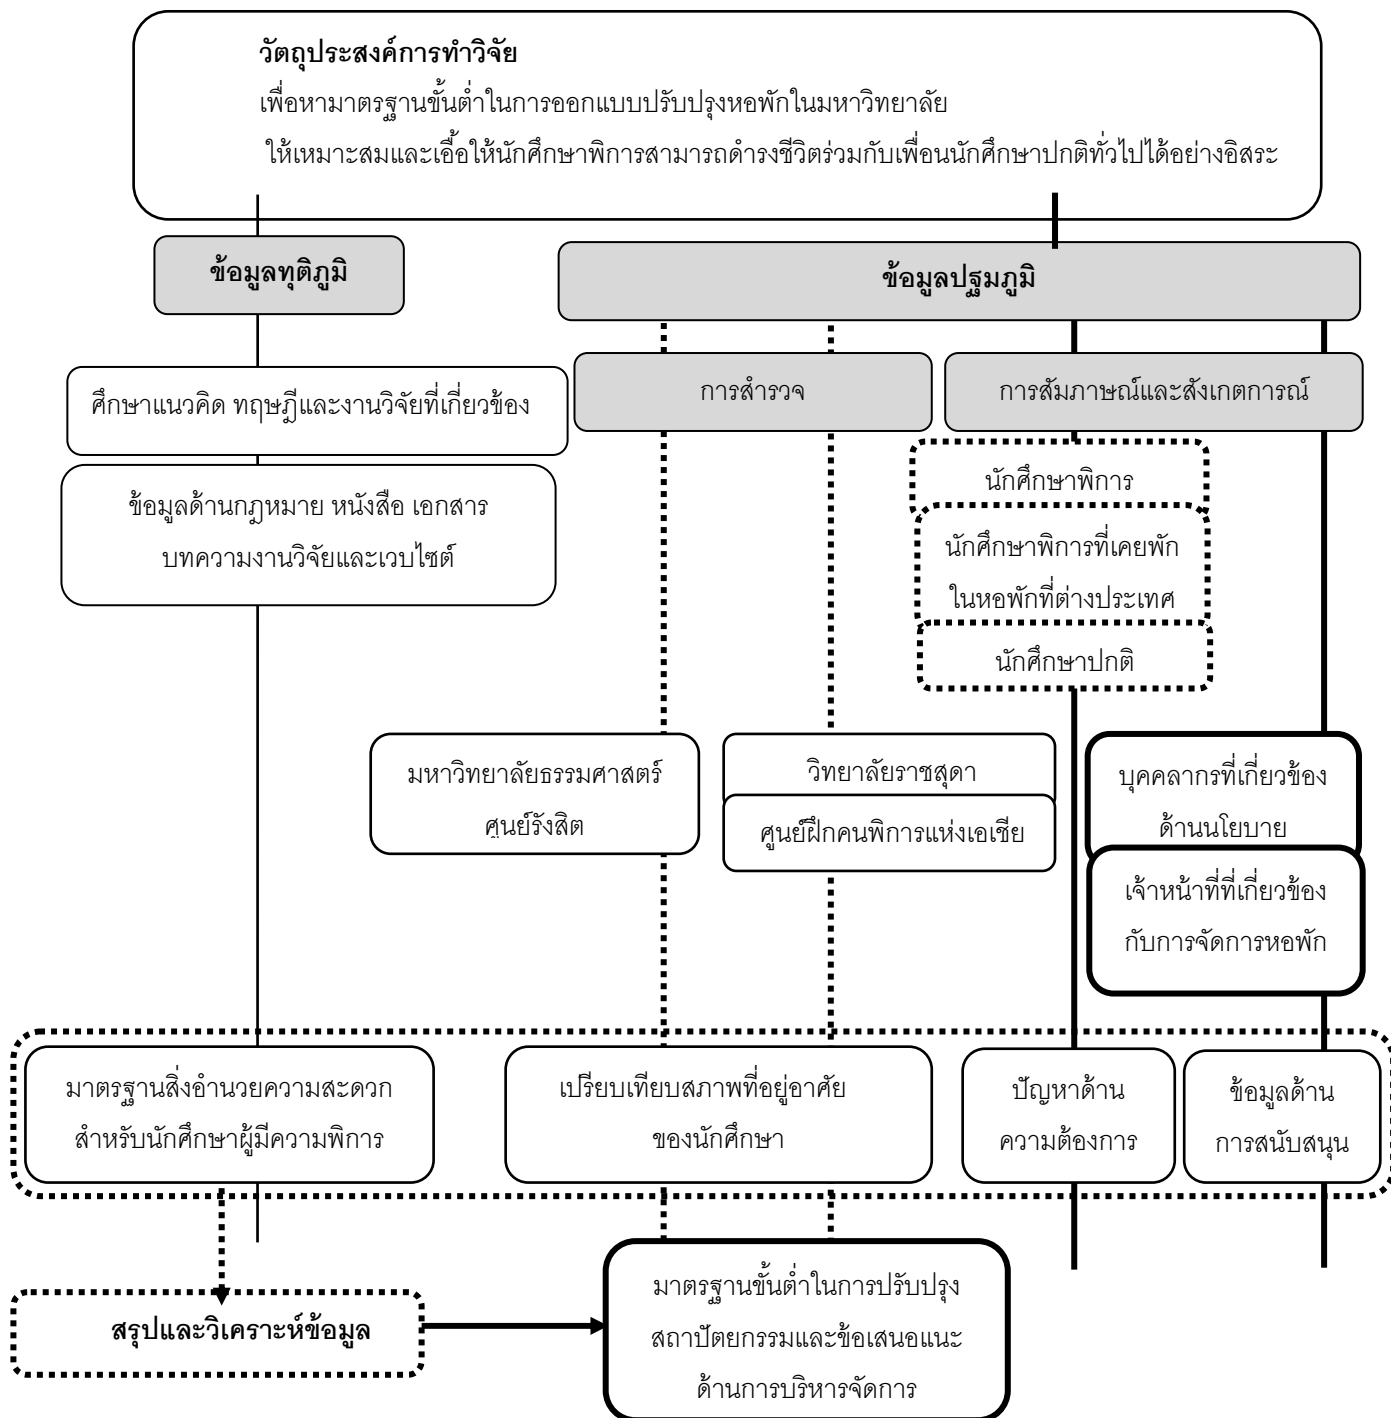 วัตถุประสงค์การทำวิจัย
เพื่อหามาตรฐานขั้นต่ำในการออกแบบปรับปรุงหอพักในมหาวิทยาลัย
ให้เหมาะสมและเอื้อให้นักศึกษาพิการสามารถดำรงชีวิตร่วมกับเพื่อนนักศึกษาปกติทั่วไปได้อย่างอิสระ
ข้อมูลทุติภูมิ
ข้อมูลปฐมภูมิ
ศึกษาแนวคิด ทฤษฎีและงานวิจัยที่เกี่ยวข้อง
การสำรวจ
การสัมภาษณ์และสังเกตการณ์
ข้อมูลด้านกฎหมาย หนังสือ เอกสาร
บทความงานวิจัยและเวบไซต์
นักศึกษาพิการ
นักศึกษาพิการที่เคยพัก
ในหอพักที่ต่างประเทศ
นักศึกษาปกติ
มหาวิทยาลัยธรรมศาสตร์
ศูนย์รังสิต
วิทยาลัยราชสุดา
ศูนย์ฝึกคนพิการแห่งเอเชีย
บุคคลากรที่เกี่ยวข้อง
ด้านนโยบาย
เจ้าหน้าที่ที่เกี่ยวข้อง
กับการจัดการหอพัก
มาตรฐานสิ่งอำนวยความสะดวก
สำหรับนักศึกษาผู้มีความพิการ
เปรียบเทียบสภาพที่อยู่อาศัย
ของนักศึกษา
ปัญหาด้าน
ความต้องการ
ข้อมูลด้าน
การสนับสนุน
สรุปและวิเคราะห์ข้อมูล
มาตรฐานขั้นต่ำในการปรับปรุง
สถาปัตยกรรมและข้อเสนอแนะ
ด้านการบริหารจัดการ